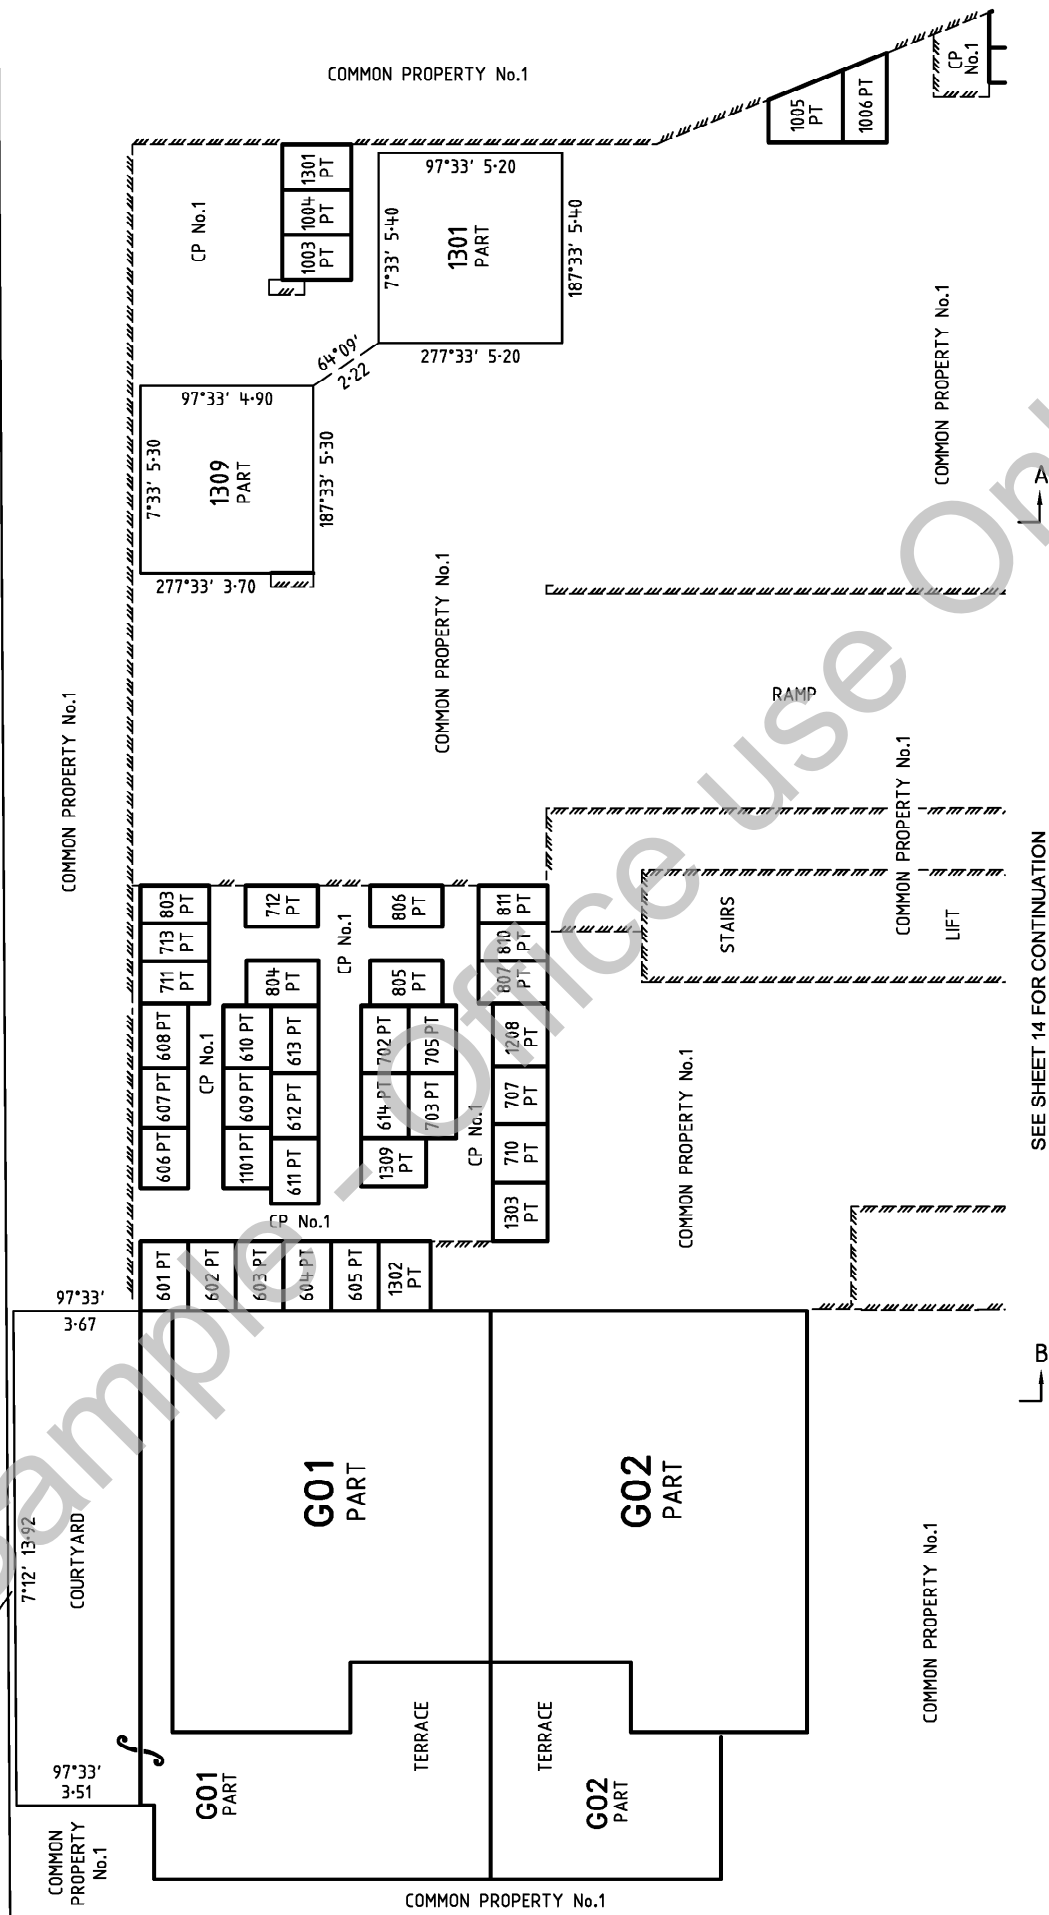 COMMON PROPERTY No.1
CP
No.1
1005
PT
1006 PT
1301
PT
1004
PT
1003
PT
CP No.1
97°33' 5·20
7°33' 5·40
1301
PART
187°33' 5·40
277°33' 5·20
64°09'
2·22
COMMON PROPERTY No.1
A
97°33' 4·90
7°33' 5·30
1309
PART
187°33' 5·30
277°33' 3·70
COMMON PROPERTY No.1
COMMON PROPERTY No.1
RAMP
COMMON PROPERTY No.1
STAIRS
LIFT
SEE SHEET 14 FOR CONTINUATION
803
PT
713
PT
711
PT
712
PT
804
PT
CP No.1
806
PT
805
PT
811
PT
810
PT
807
PT
608 PT
607 PT
606 PT
CP No.1
610 PT
609 PT
1101 PT
613 PT
612 PT
611 PT
702 PT
614 PT
1309
PT
705 PT
703 PT
CP No.1
1208
PT
707
PT
710
PT
1303
PT
COMMON PROPERTY No.1
CP No.1
601 PT
602 PT
603 PT
604 PT
605 PT
1302
PT
97°33'
3·67
B
7°12' 13·92
COURTYARD
G01
PART
G02
PART
COMMON PROPERTY No.1
TERRACE
TERRACE
97°33'
3·51
G01
PART
G02
PART
COMMON
PROPERTY
No.1
COMMON PROPERTY No.1
Sample - Office use Only